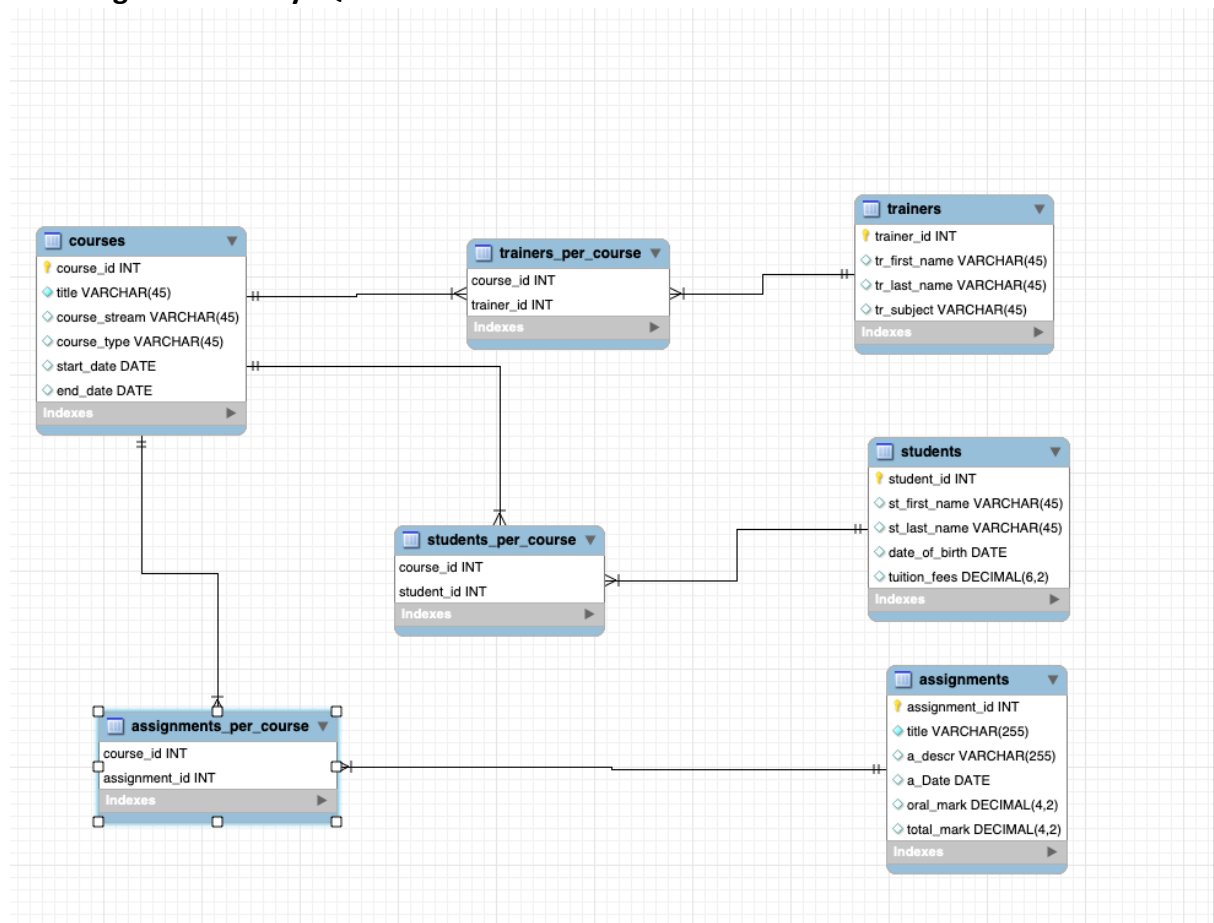 courses
course_id INT
title VARCHAR(45)
course_stream VARCHAR(45)
course_type VARCHAR(45)
start_date DATE
end_date DATE
Indexes
trainers_per_course
course_id INT
trainer_id INT
Indexes
trainers
trainer_id INT
tr_first_name VARCHAR(45)
tr_last_name VARCHAR(45)
tr_subject VARCHAR(45)
Indexes
students_per_course
course_id INT
student_id INT
Indexes
students
student_id INT
st_first_name VARCHAR(45)
st_last_name VARCHAR(45)
date_of_birth DATE
tuition_fees DECIMAL(6,2)
Indexes
assignments_per_course
course_id INT
assignment_id INT
Indexes
assignments
assignment_id INT
title VARCHAR(255)
a_descr VARCHAR(255)
a_Date DATE
oral_mark DECIMAL(4,2)
total_mark DECIMAL(4,2)
Indexes